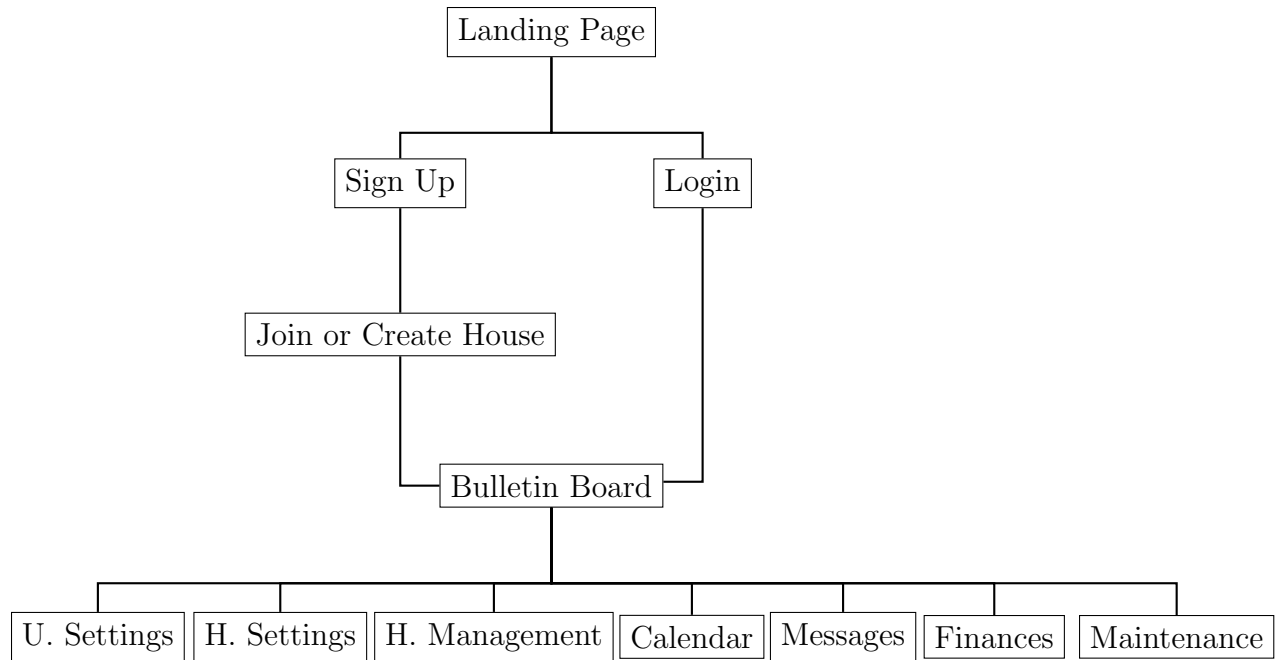 Landing Page
Sign Up
Login
Join or Create House
Bulletin Board
U. Settings
H. Settings
H. Management
Calendar
Messages
Finances
Maintenance